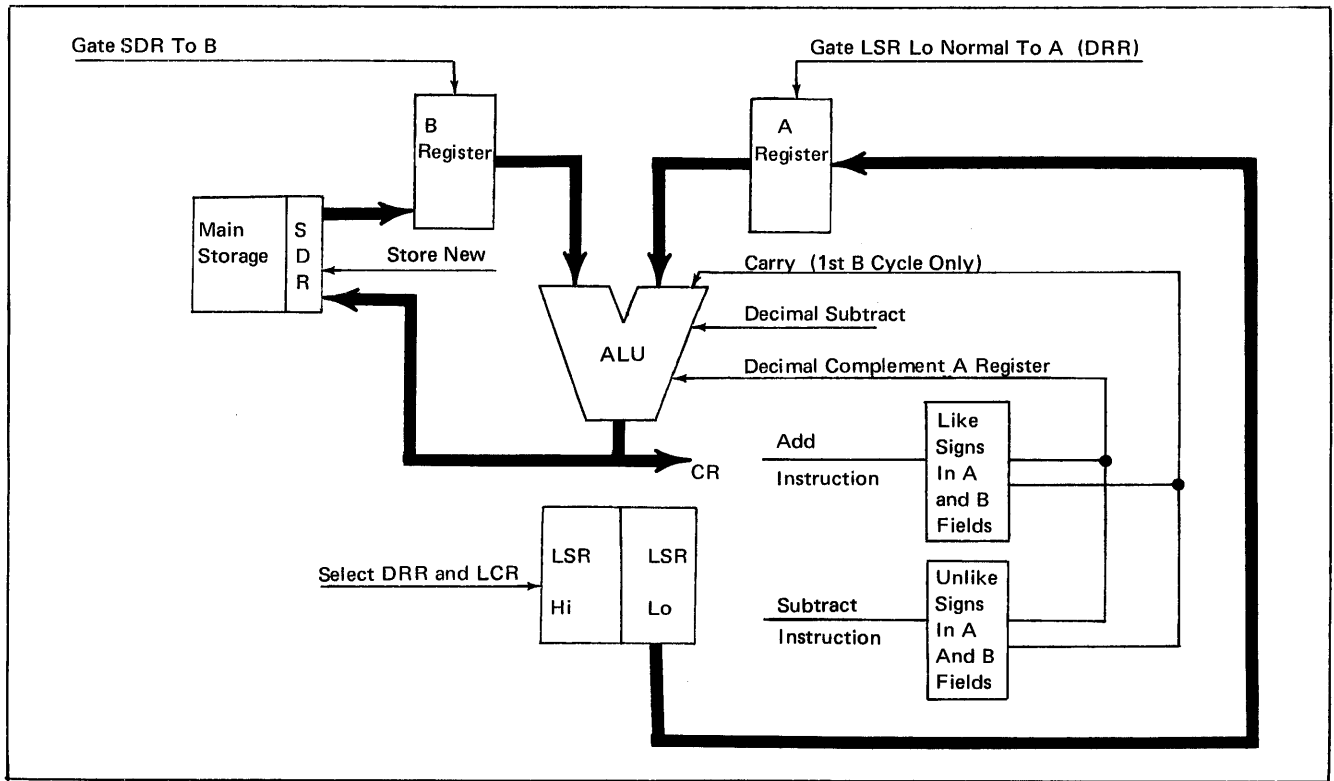 Gate SDR To B
Gate LSR Lo Normal To A (DRR)
B
Register
A
Register
Main
Storage
S
D
R
Store New
Carry (1st B Cycle Only)
Decimal Subtract
ALU
Decimal Complement A Register
CR
Add
Instruction
Like
Signs
In A
and B
Fields
Select DRR and LCR
LSR
Hi
LSR
Lo
Subtract
Instruction
Unlike
Signs
In A
And B
Fields